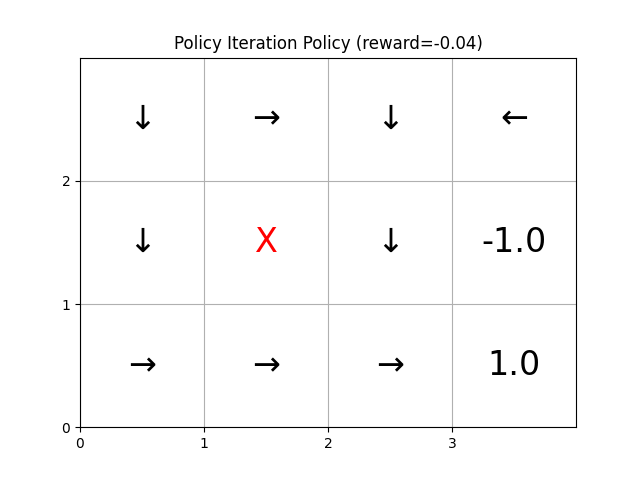 Policy Iteration Policy (reward=-0.04)
↓ → ↓ ←
2
↓ X ↓ -1.0
1
→ → → 1.0
0
0 1 2 3